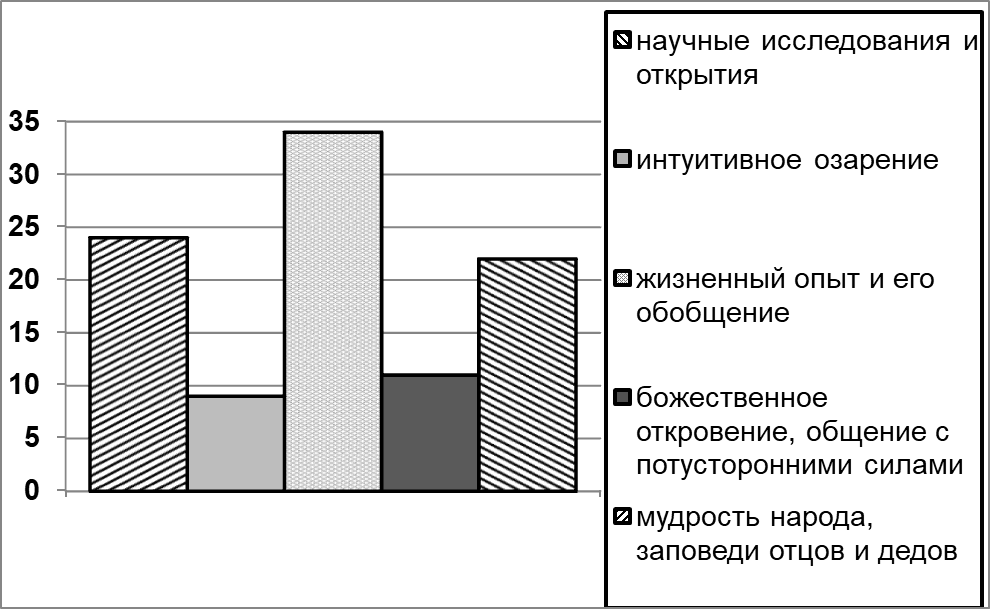 35
30
25
20
15
10
5
0
научные исследования и
открытия
интуитивное озарение
жизненный опыт и его
обобщение
божественное
откровение, общение с
потусторонними силами
мудрость народа,
заповеди отцов и дедов